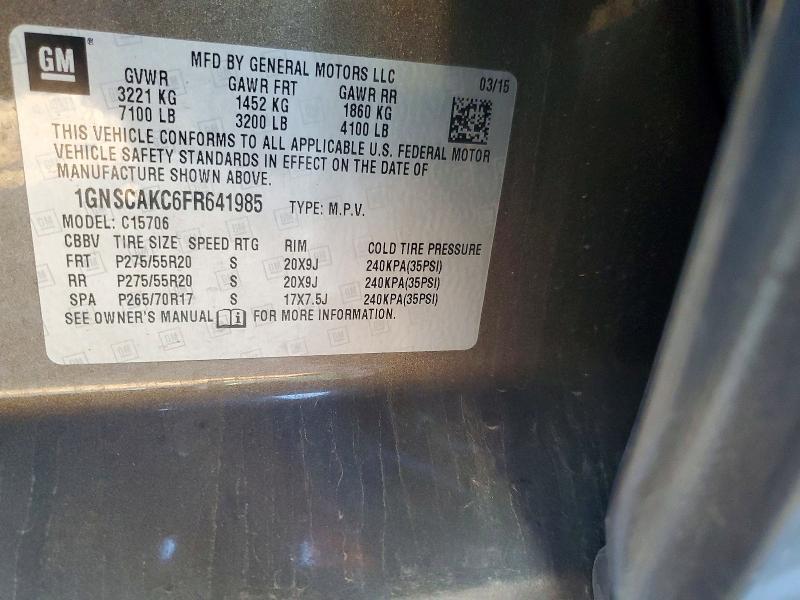 GM ®
MFD BY GENERAL MOTORS LLC
03/15
GVWR GAWR FRT GAWR RR
3221 KG 1452 KG 1860 KG
7100 LB 3200 LB 4100 LB
THIS VEHICLE CONFORMS TO ALL APPLICABLE U.S. FEDERAL MOTOR
VEHICLE SAFETY STANDARDS IN EFFECT ON THE DATE OF
MANUFACTURE SHOWN ABOVE.
1GNSCAKC6FR641985 TYPE: M.P.V.
MODEL: C15706
CBBV TIRE SIZE SPEED RTG RIM COLD TIRE PRESSURE
FRT P275/55R20 S 20X9J 240KPA(35PSI)
RR P275/55R20 S 20X9J 240KPA(35PSI)
SPA P265/70R17 S 17X7.5J 240KPA(35PSI)
SEE OWNER'S MANUAL FOR MORE INFORMATION.